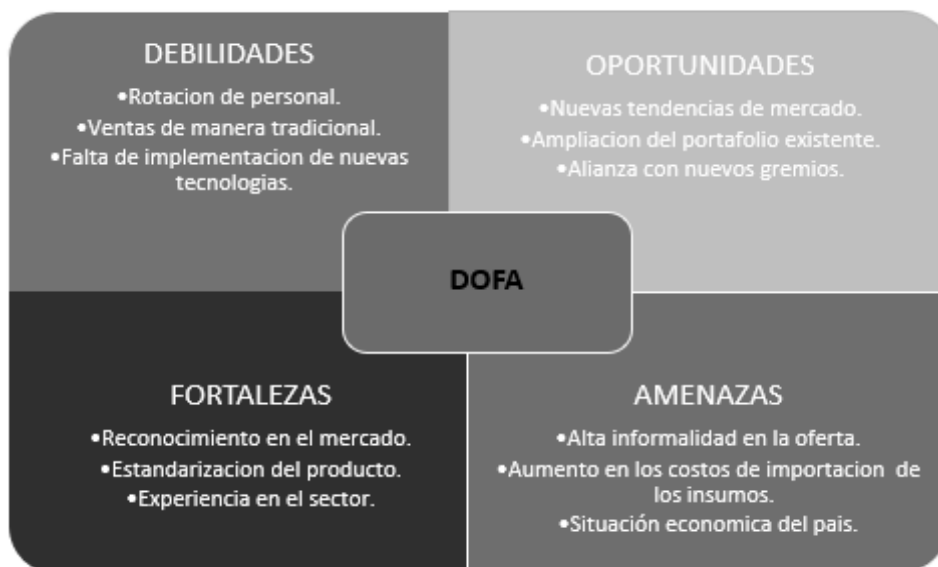 DEBILIDADES
•Rotacion de personal.
•Ventas de manera tradicional.
•Falta de implementacion de nuevas
tecnologias.
OPORTUNIDADES
•Nuevas tendencias de mercado.
•Ampliacion del portafolio existente.
•Alianza con nuevos gremios.
DOFA
FORTALEZAS
•Reconocimiento en el mercado.
•Estandarizacion del producto.
•Experiencia en el sector.
AMENAZAS
•Alta informalidad en la oferta.
•Aumento en los costos de importacion de
los insumos.
•Situación economica del pais.